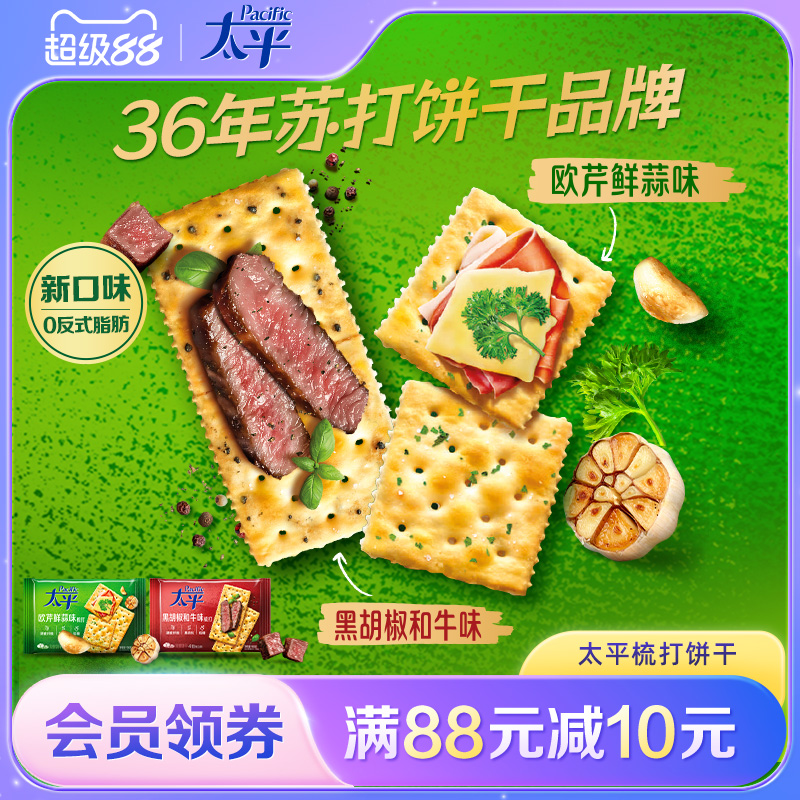 超级88
Pacific
太平
36年苏打饼干品牌
欧芹鲜蒜味
新口味
0反式脂肪
Pacific
太平
欧芹鲜蒜味
Pacific
太平
黑胡椒和牛味
黑胡椒和牛味
太平梳打饼干
会员领券
满88元减10元